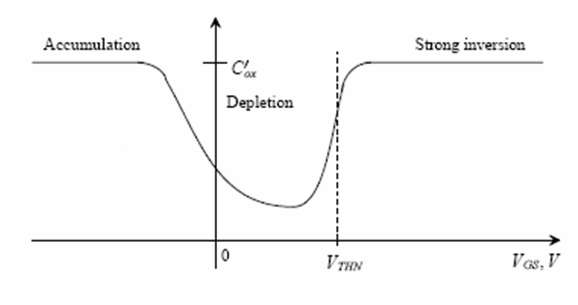 Accumulation
Strong inversion
C'ox
Depletion
0
VTHN
VGS, V